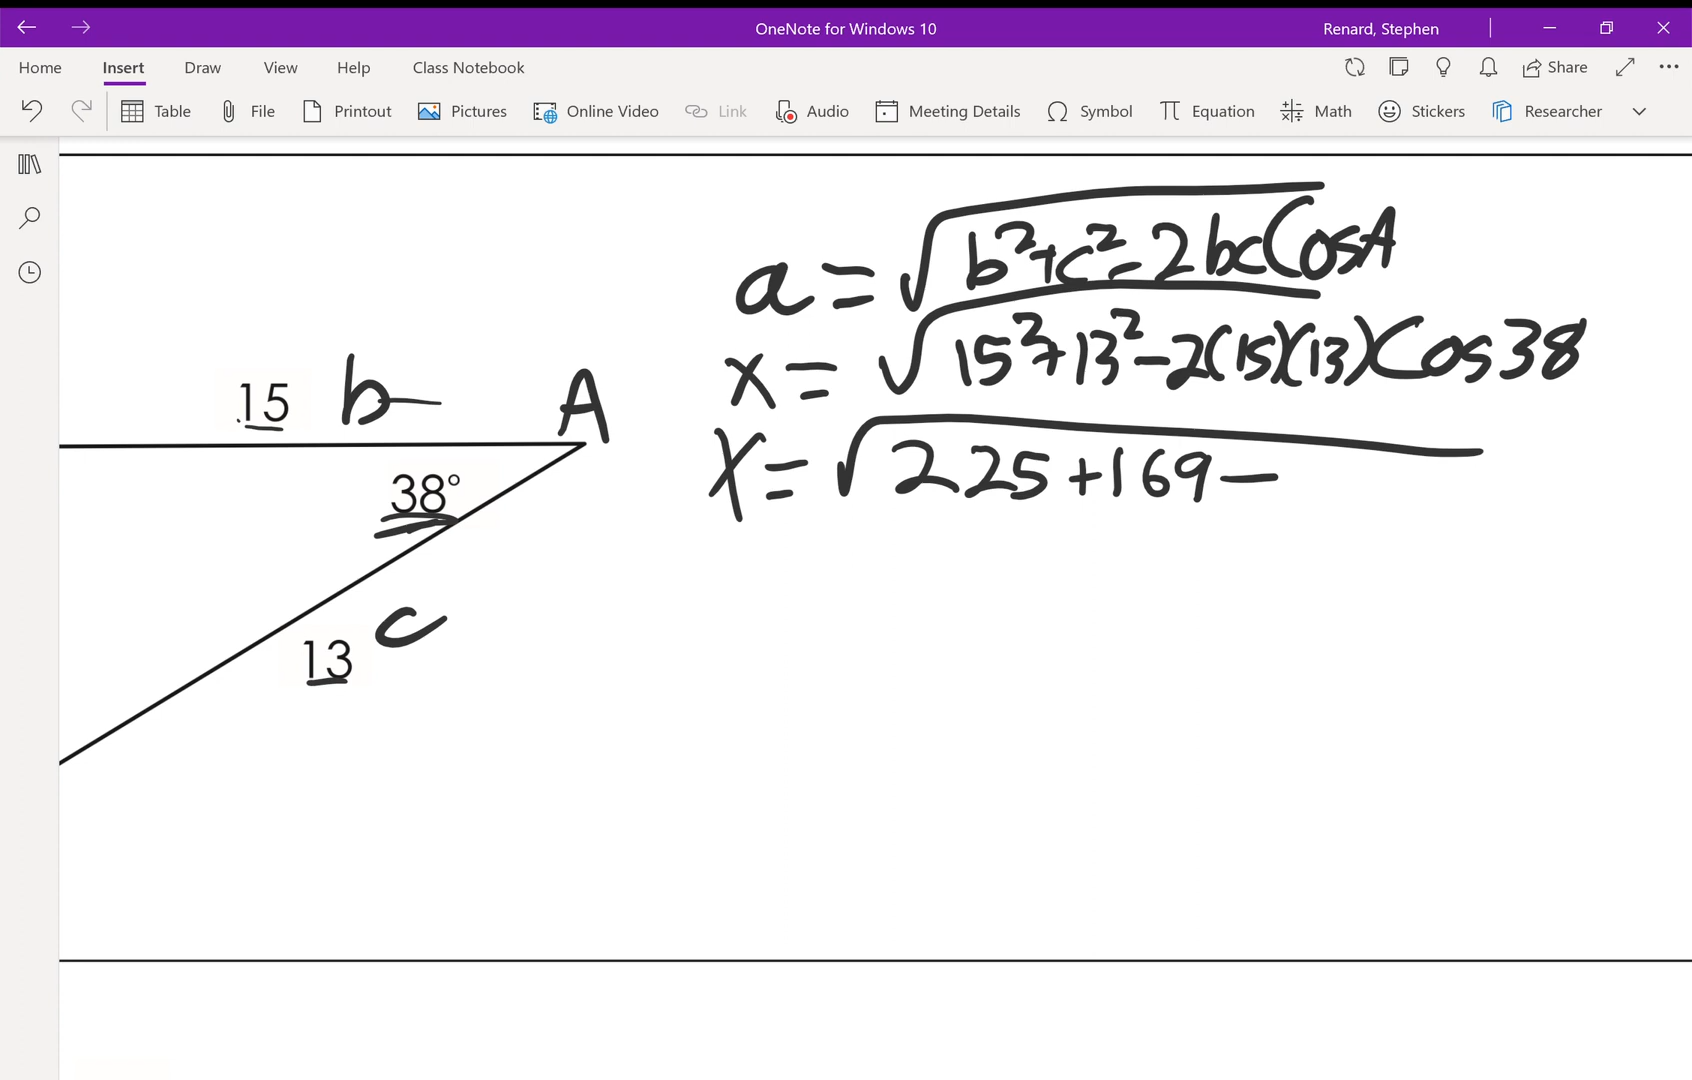 OneNote for Windows 10
Renard, Stephen
Home Insert Draw View Help Class Notebook Share
Table File Printout Pictures Online Video Link Audio Meeting Details Symbol Equation Math Stickers Researcher
a = √b²+c²-2bcCosA
x = √15²+13²-2(15)(13)Cos38
15 b A
x = √225+169-
38°
c
13